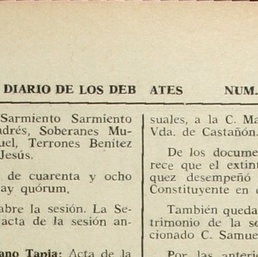 DIARIO DE LOS DEB ATES NUM.
Sarmiento Sarmiento
drés, Soberanes Mu-
uel, Terrones Benítez
Jesús.
de cuarenta y ocho
ay quórum.
abre la sesión. La Se-
acta de la sesión an-
ano Tapia: Acta de la
suales, a la C. Ma
Vda. de Castañón.
De los docume
rece que el extint
quez desempeñó
Constituyente en
También queda
trimonio de la se
cionado C. Samue
Por las anterio